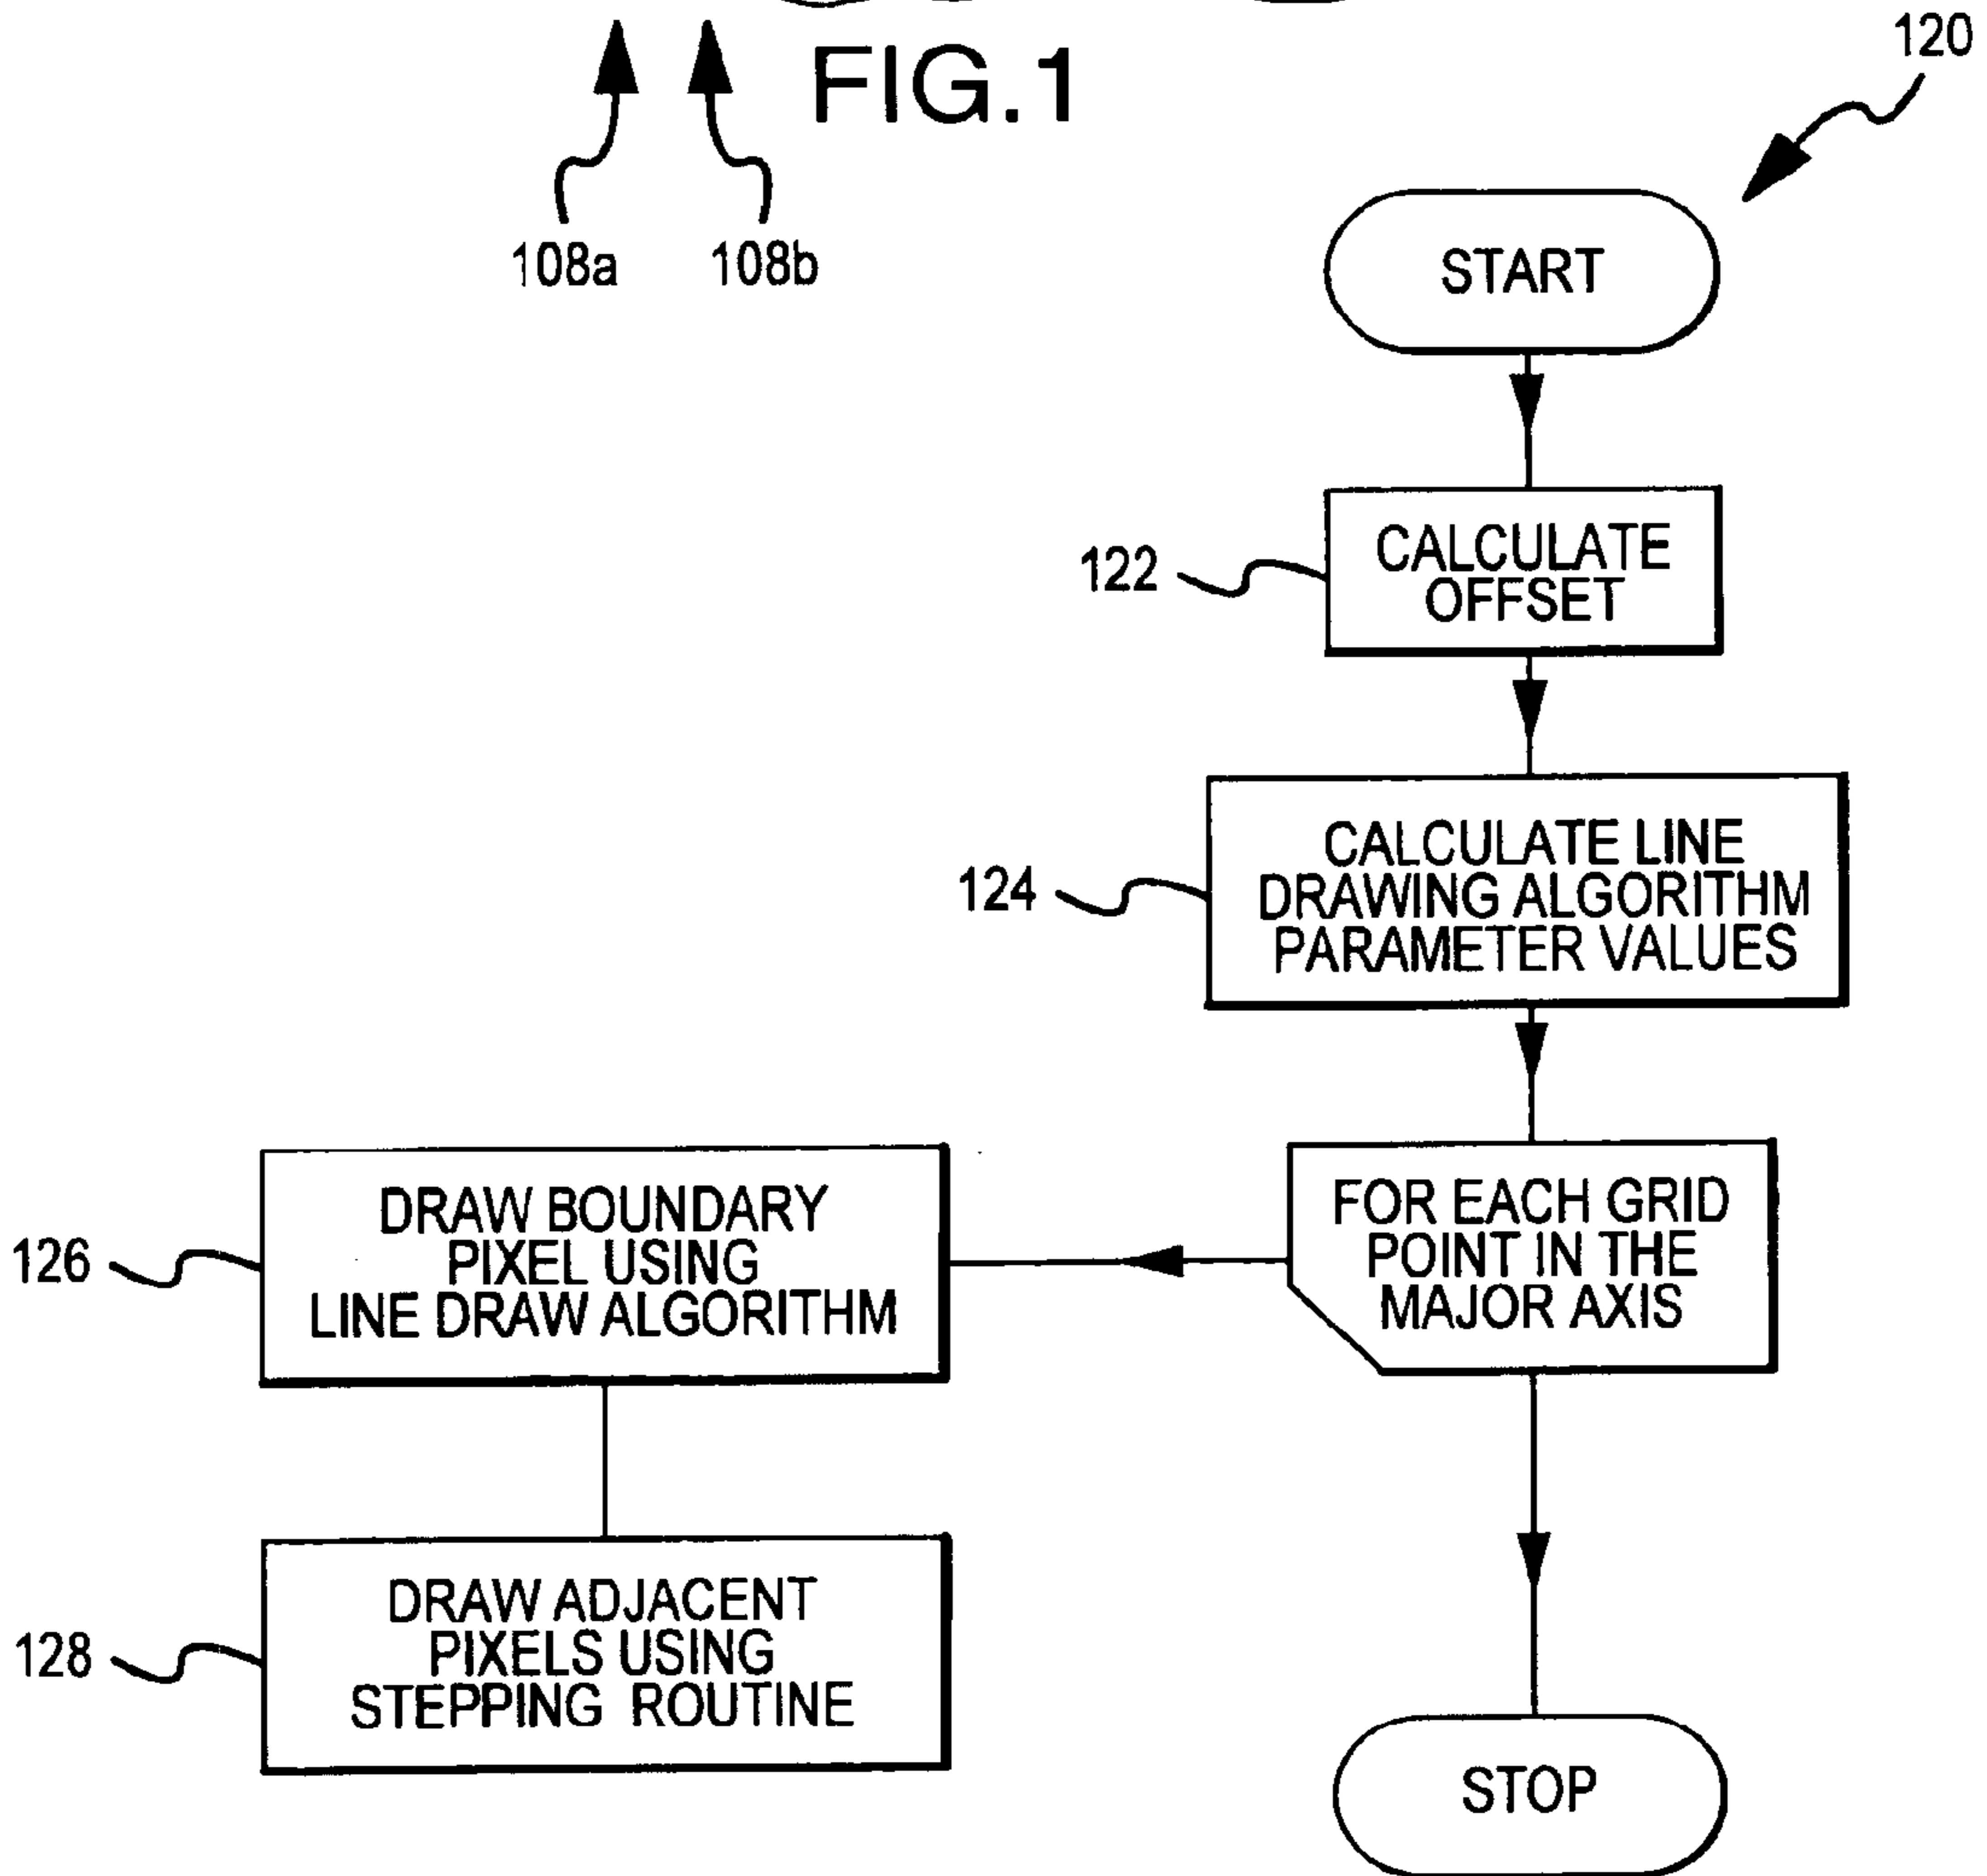 FIG.1
120
108a 108b
START
122
CALCULATE
OFFSET
124
CALCULATE LINE
DRAWING ALGORITHM
PARAMETER VALUES
FOR EACH GRID
POINT IN THE
MAJOR AXIS
126
DRAW BOUNDARY
PIXEL USING
LINE DRAW ALGORITHM
128
DRAW ADJACENT
PIXELS USING
STEPPING ROUTINE
STOP